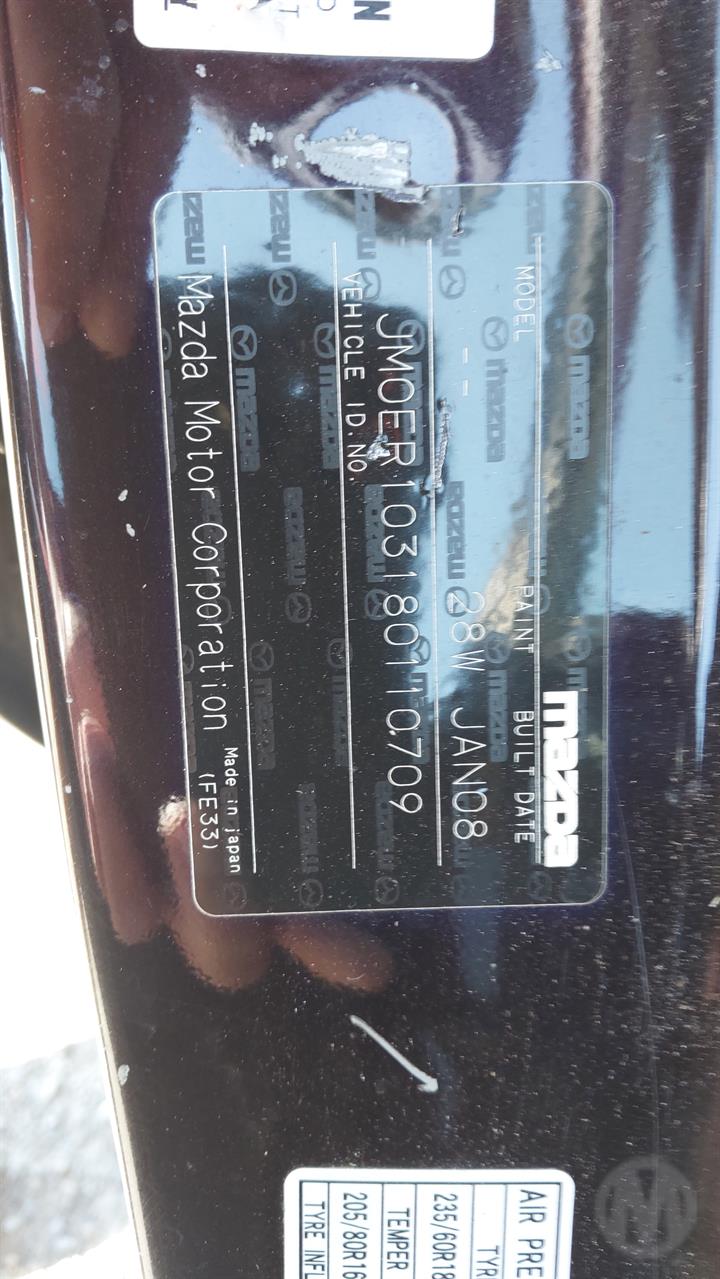 mazda
MODEL PAINT BUILT DATE
-- 28W JAN08
JM0ER103180110709
VEHICLE ID.No.
Made in japan
Mazda Motor Corporation (FE33)
AIR PRE
TYR
235/60R18
TEMPER
205/80R16
TYRE INFL